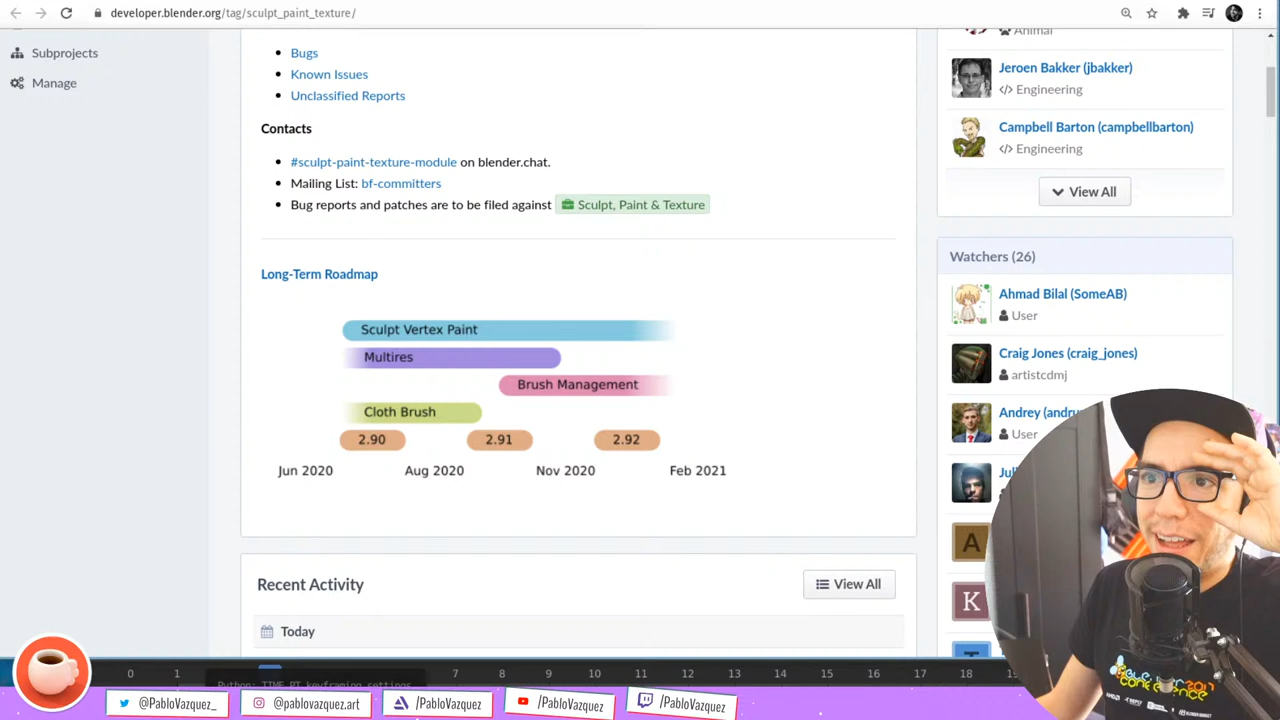 developer.blender.org/tag/sculpt_paint_texture/
Subprojects
Manage
Bugs
Known Issues
Unclassified Reports
Contacts
#sculpt-paint-texture-module on blender.chat.
Mailing List: bf-committers
Bug reports and patches are to be filed against Sculpt, Paint & Texture
Long-Term Roadmap
Sculpt Vertex Paint
Multires
Brush Management
Cloth Brush
2.90 2.91 2.92
Jun 2020 Aug 2020 Nov 2020 Feb 2021
Recent Activity
View All
Today
Animal
Jeroen Bakker (jbakker)
Engineering
Campbell Barton (campbellbarton)
Engineering
View All
Watchers (26)
Ahmad Bilal (SomeAB)
User
Craig Jones (craig_jones)
artistcdmj
Andrey (andru
User
A
K
0 1 7 8 9 10 11 12 13 14 15 16 17 18
Python: TIME_PT_keyframing_settings
@PabloVazquez_ @pablovazquez.art /PabloVazquez /PabloVazquez /PabloVazquez